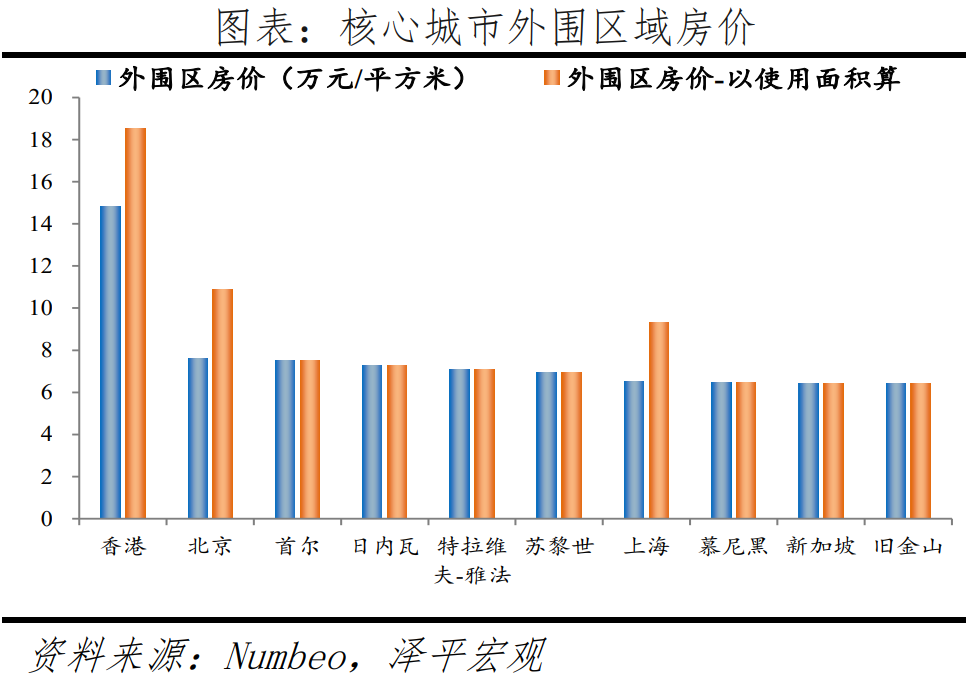 图表：核心城市外围区域房价
外围区房价（万元/平方米） 外围区房价-以使用面积算
20
18
16
14
12
10
8
6
4
2
0
香港 北京 首尔 日内瓦 特拉维 苏黎世 上海 慕尼黑 新加坡 旧金山
夫-雅法
资料来源：Numbeo，泽平宏观